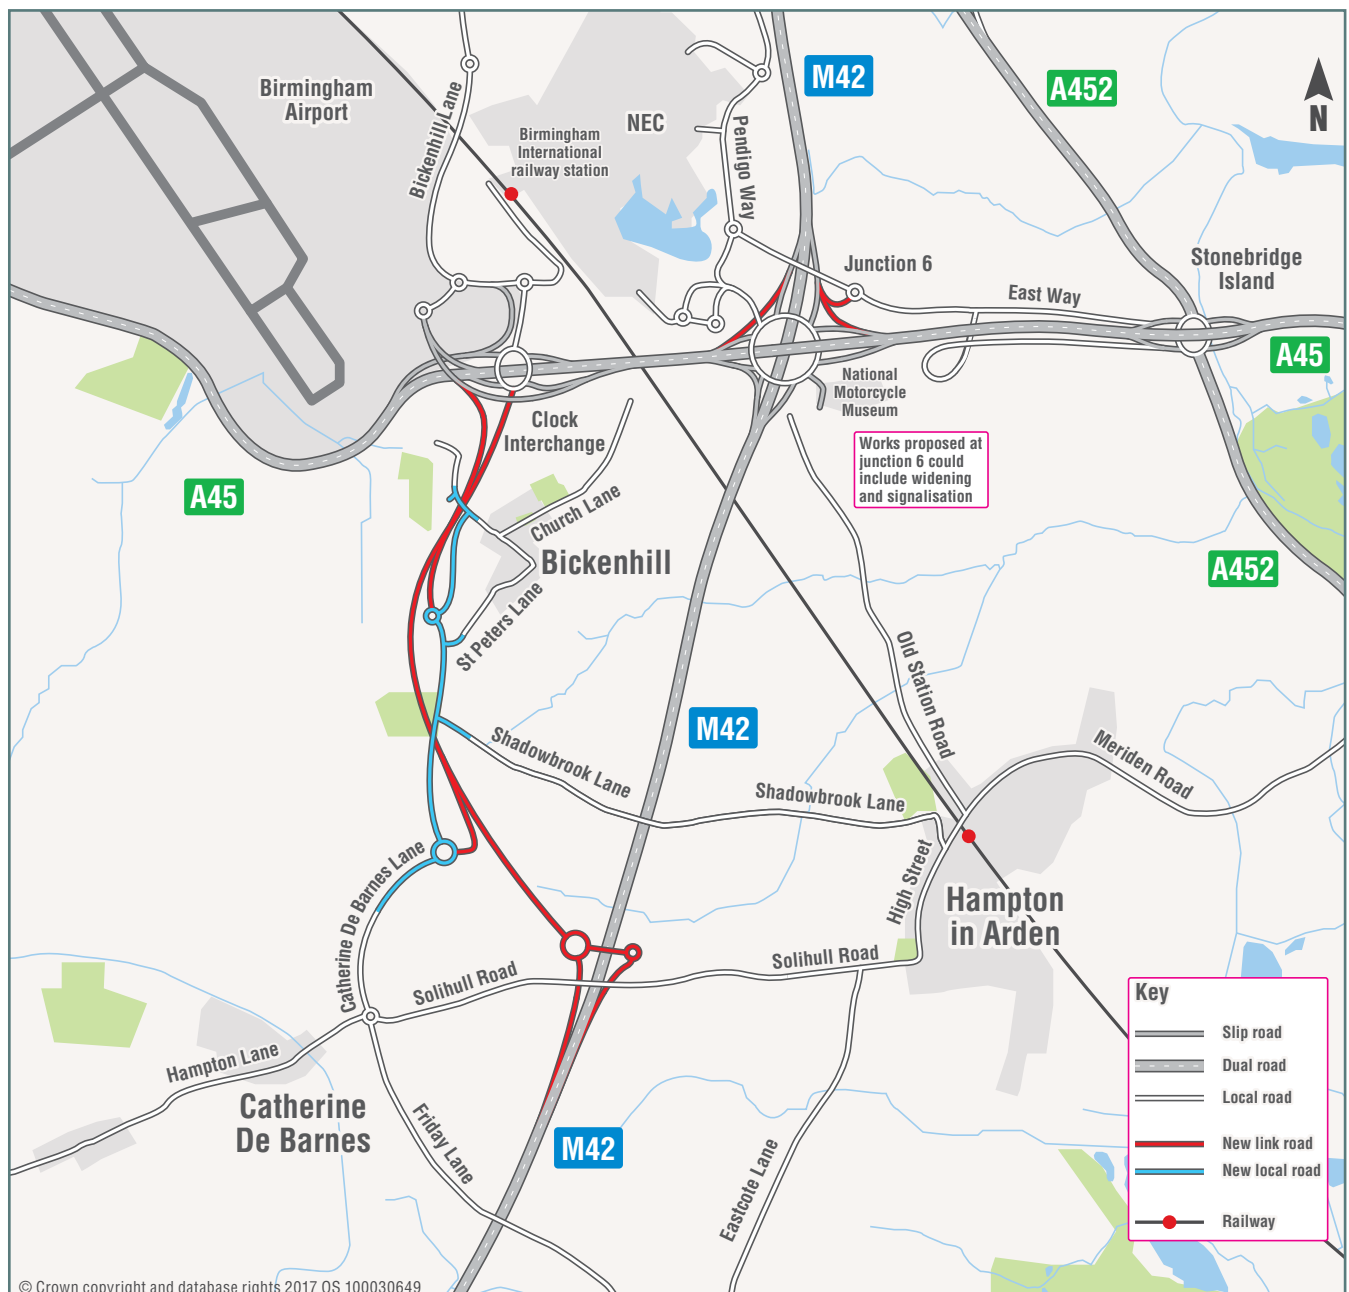 M42
A452
N
Birmingham
Airport
Bickenhill Lane
Birmingham
International
railway station
NEC
Pendigo Way
Junction 6
East Way
Stonebridge
Island
A45
National
Motorcycle
Museum
Clock
Interchange
Works proposed at
junction 6 could
include widening
and signalisation
A45
Church Lane
Bickenhill
A452
St Peters Lane
Old Station Road
M42
Shadowbrook Lane
Shadowbrook Lane
Meriden Road
Catherine De Barnes Lane
High Street
Hampton
in Arden
Solihull Road
Solihull Road
Hampton Lane
Catherine
De Barnes
Friday Lane
M42
Eastcote Lane
Key
Slip road
Dual road
Local road
New link road
New local road
Railway
© Crown copyright and database rights 2017 OS 100030649